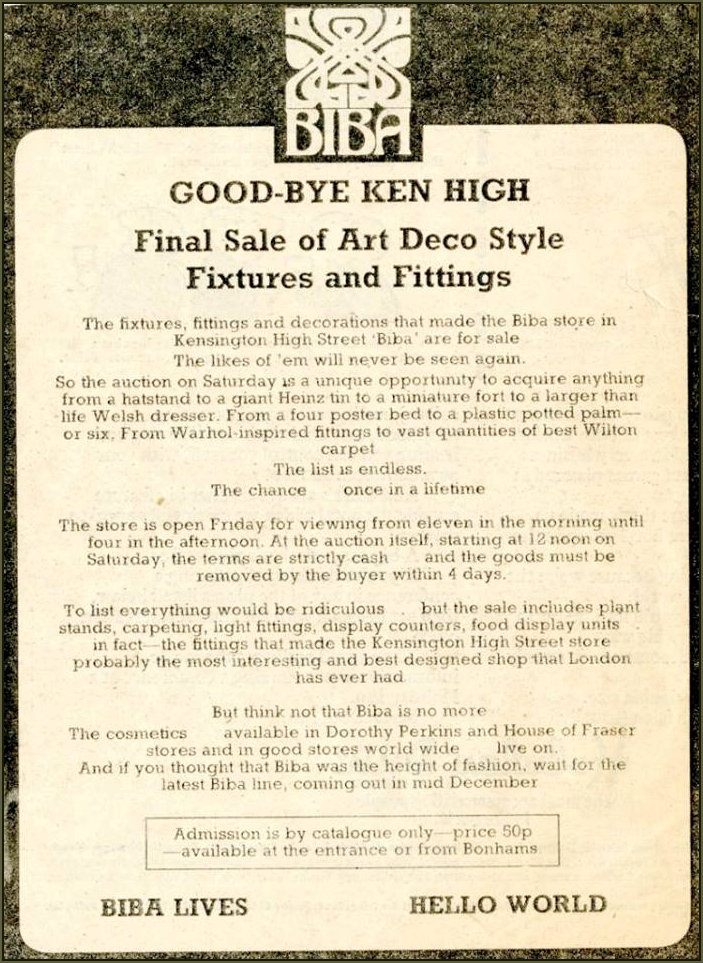 BIBA
GOOD-BYE KEN HIGH
Final Sale of Art Deco Style
Fixtures and Fittings
The fixtures, fittings and decorations that made the Biba store in
Kensington High Street 'Biba' are for sale
The likes of 'em will never be seen again.
So the auction on Saturday is a unique opportunity to acquire anything
from a hatstand to a giant Heinz tin to a miniature fort to a larger than
life Welsh dresser. From a four poster bed to a plastic potted palm—
or six. From Warhol-inspired fittings to vast quantities of best Wilton
carpet
The list is endless.
The chance once in a lifetime
The store is open Friday for viewing from eleven in the morning until
four in the afternoon. At the auction itself, starting at 12 noon on
Saturday, the terms are strictly cash and the goods must be
removed by the buyer within 4 days.
To list everything would be ridiculous . but the sale includes plant
stands, carpeting, light fittings, display counters, food display units .
in fact—the fittings that made the Kensington High Street store
probably the most interesting and best designed shop that London
has ever had
But think not that Biba is no more
The cosmetics available in Dorothy Perkins and House of Fraser
stores and in good stores world wide live on.
And if you thought that Biba was the height of fashion, wait for the
latest Biba line, coming out in mid December
Admission is by catalogue only—price 50p
—available at the entrance or from Bonhams
BIBA LIVES HELLO WORLD